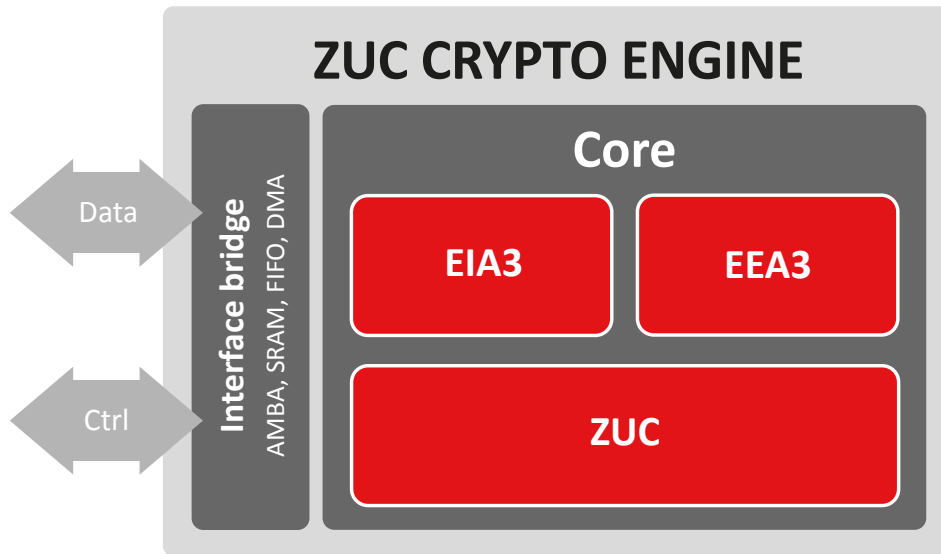 ZUC CRYPTO ENGINE
Data
Ctrl
Interface bridge
AMBA, SRAM, FIFO, DMA
Core
EIA3
EEA3
ZUC